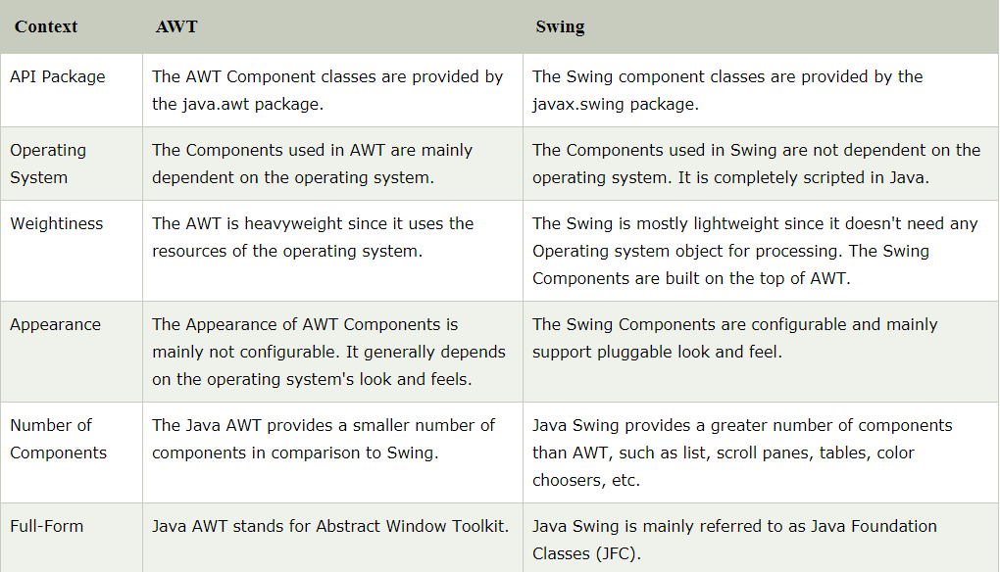 Context AWT Swing
API Package
The AWT Component classes are provided by
the java.awt package.
The Swing component classes are provided by the
javax.swing package.
Operating
System
The Components used in AWT are mainly
dependent on the operating system.
The Components used in Swing are not dependent on the
operating system. It is completely scripted in Java.
Weightiness
The AWT is heavyweight since it uses the
resources of the operating system.
The Swing is mostly lightweight since it doesn't need any
Operating system object for processing. The Swing
Components are built on the top of AWT.
Appearance
The Appearance of AWT Components is
mainly not configurable. It generally depends
on the operating system's look and feels.
The Swing Components are configurable and mainly
support pluggable look and feel.
Number of
Components
The Java AWT provides a smaller number of
components in comparison to Swing.
Java Swing provides a greater number of components
than AWT, such as list, scroll panes, tables, color
choosers, etc.
Full-Form
Java AWT stands for Abstract Window Toolkit.
Java Swing is mainly referred to as Java Foundation
Classes (JFC).